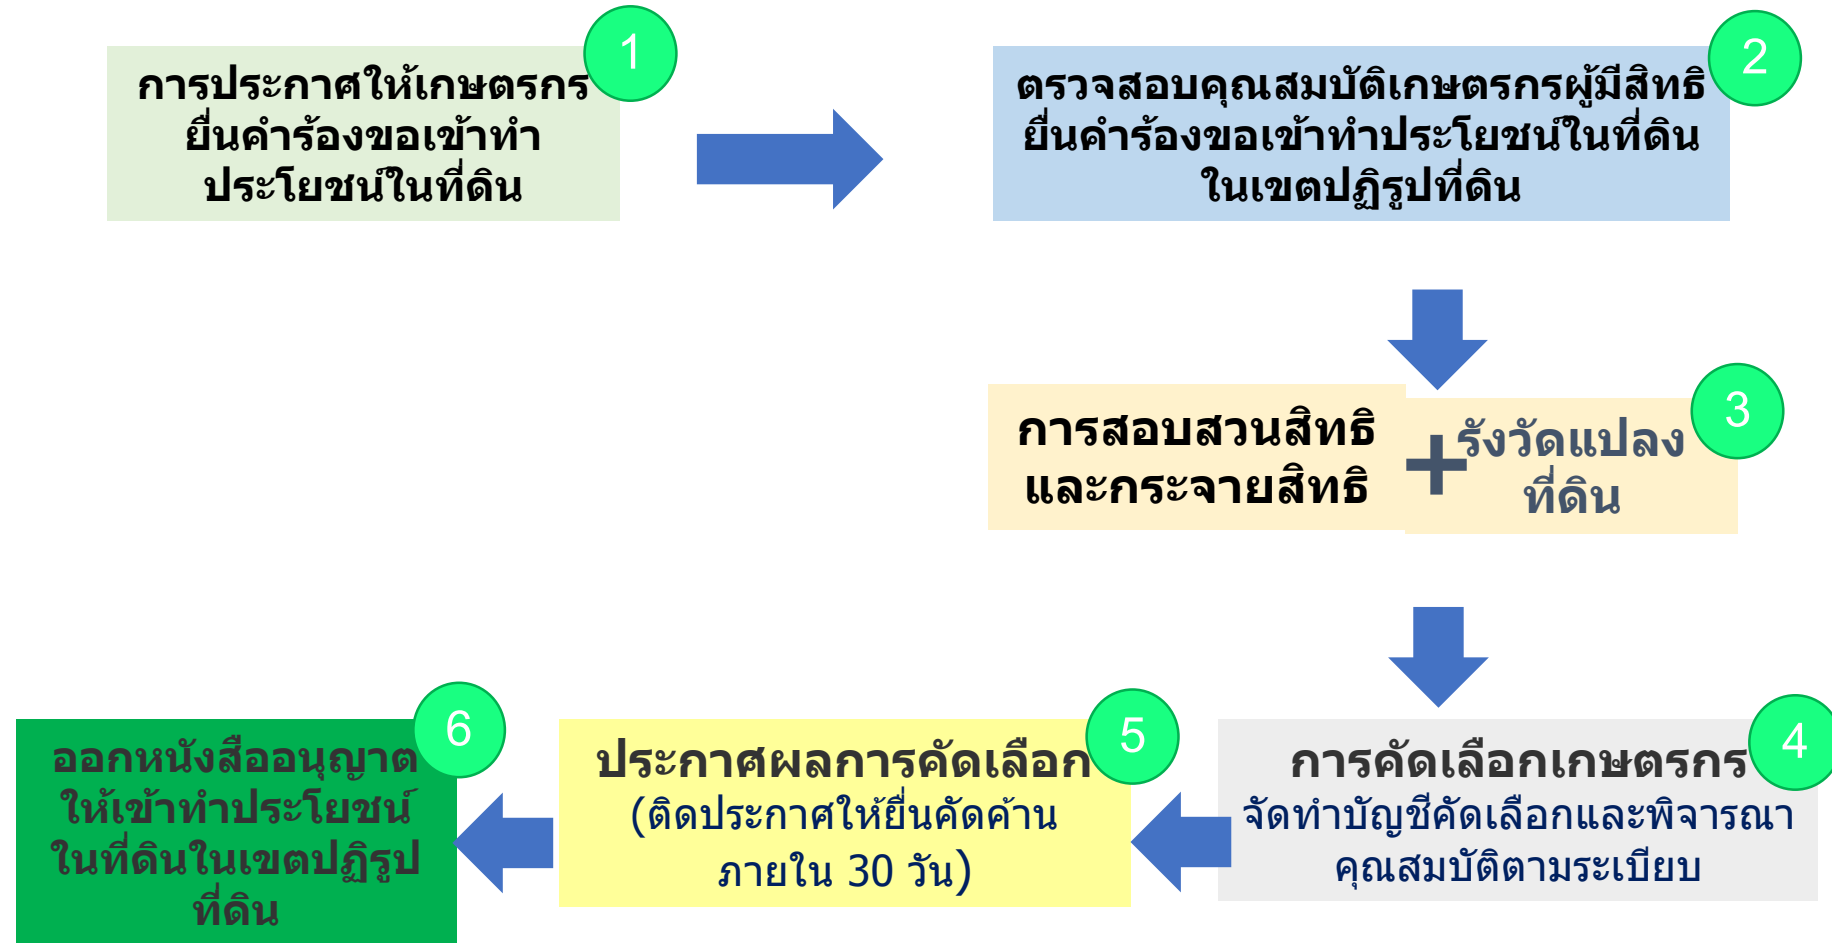 1
การประกาศให้เกษตรกร
ยื่นคำร้องขอเข้าทำ
ประโยชน์ในที่ดิน
2
ตรวจสอบคุณสมบัติเกษตรกรผู้มีสิทธิ
ยื่นคำร้องขอเข้าทำประโยชน์ในที่ดิน
ในเขตปฏิรูปที่ดิน
3
การสอบสวนสิทธิ
และกระจายสิทธิ
+
รังวัดแปลง
ที่ดิน
4
การคัดเลือกเกษตรกร
จัดทำบัญชีคัดเลือกและพิจารณา
คุณสมบัติตามระเบียบ
5
ประกาศผลการคัดเลือก
(ติดประกาศให้ยื่นคัดค้าน
ภายใน 30 วัน)
6
ออกหนังสืออนุญาต
ให้เข้าทำประโยชน์
ในที่ดินในเขตปฏิรูป
ที่ดิน